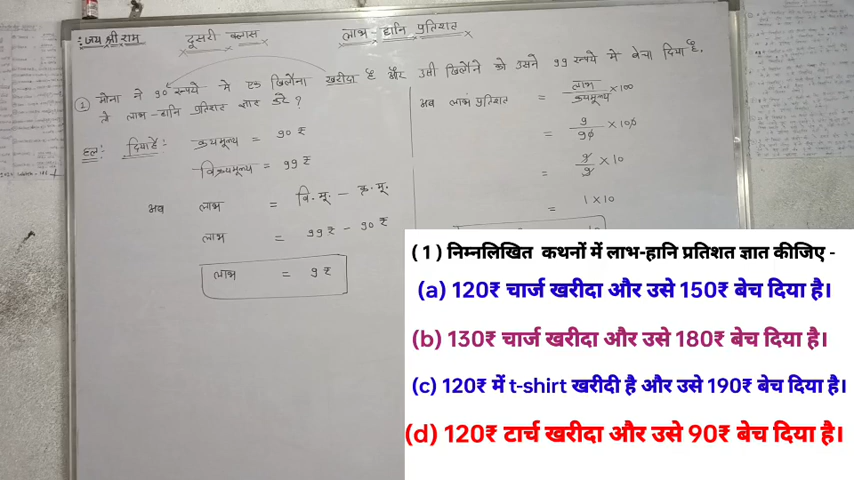 : जय श्री राम
दूसरी क्लास
लाभ - हानि प्रतिशत
① मोना ने 90 रुपये मे एक खिलौना खरीदा है और उसी खिलौने को उसने 99 रुपये मे बेचा दिया है.
तो लाभ-हानि प्रतिशत ज्ञात करे ?
हलः दिया हैः क्रयमूल्य = 90 ₹
विक्रयमूल्य = 99 ₹
अब लाभ = वि. मू. - क्र. मू.
लाभ = 99 ₹ - 90 ₹
लाभ = 9 ₹
अब लाभ प्रतिशत = लाभ / क्रयमूल्य × 100
= 9 / 90 × 100
= 9 / 9 × 10
= 1 × 10
( 1 ) निम्नलिखित कथनों में लाभ-हानि प्रतिशत ज्ञात कीजिए -
(a) 120₹ चार्ज खरीदा और उसे 150₹ बेच दिया है।
(b) 130₹ चार्ज खरीदा और उसे 180₹ बेच दिया है।
(c) 120₹ में t-shirt खरीदी है और उसे 190₹ बेच दिया है।
(d) 120₹ टार्च खरीदा और उसे 90₹ बेच दिया है।